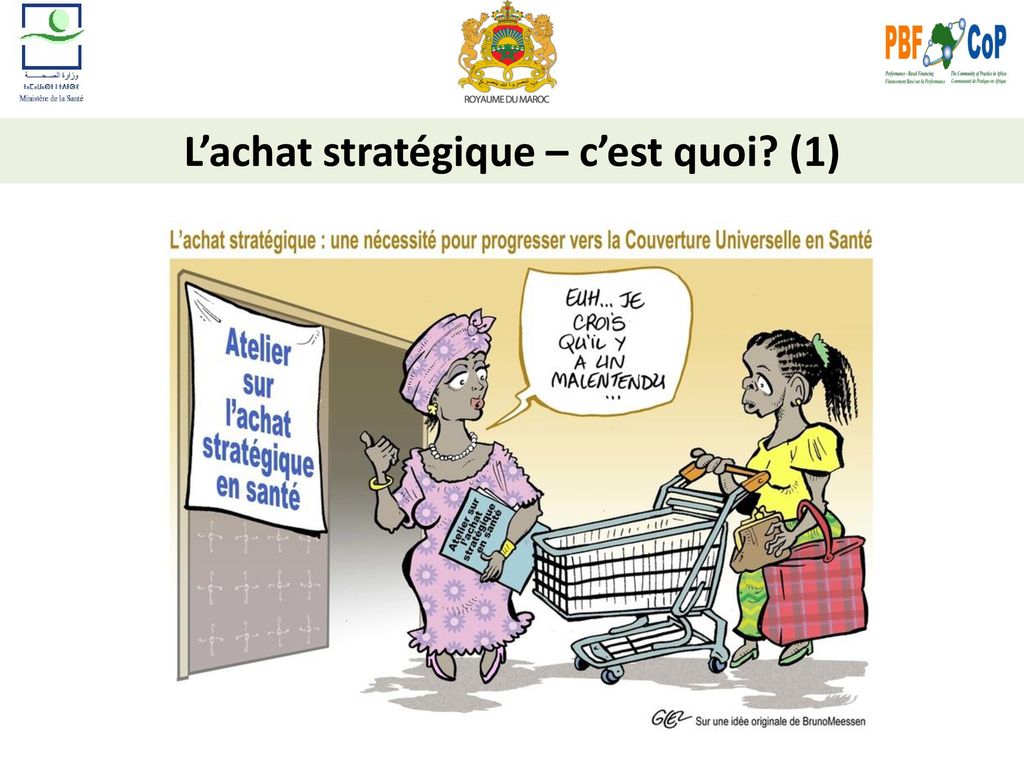 وزارة الصحة
Ministère de la Santé
ROYAUME DU MAROC
PBF CoP
Performance - Based Financing
Financement Basé sur la Performance
The Community of Practice in Africa
Communauté de Pratique en Afrique
L’achat stratégique – c’est quoi? (1)
L'achat stratégique : une nécessité pour progresser vers la Couverture Universelle en Santé
Atelier
sur
l'achat
stratégique
en santé
EUH... JE
CROIS
QU'IL Y
A UN
MALENTENDU
...
Atelier sur
l'achat
stratégique
en santé
GLEZ
Sur une idée originale de BrunoMeessen